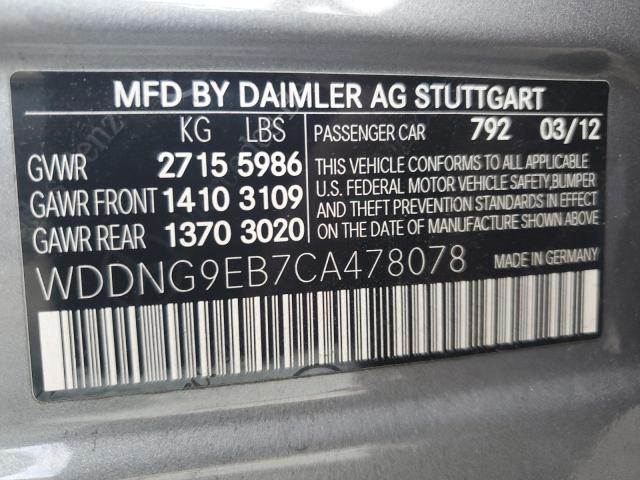 MFD BY DAIMLER AG STUTTGART
KG LBS
GVWR 2715 5986
GAWR FRONT 1410 3109
GAWR REAR 1370 3020
PASSENGER CAR 792 03/12
THIS VEHICLE CONFORMS TO ALL APPLICABLE
U.S. FEDERAL MOTOR VEHICLE SAFETY,BUMPER
AND THEFT PREVENTION STANDARDS IN EFFECT
ON THE DATE OF MANUFACTURE SHOWN ABOVE.
WDDNG9EB7CA478078 MADE IN GERMANY